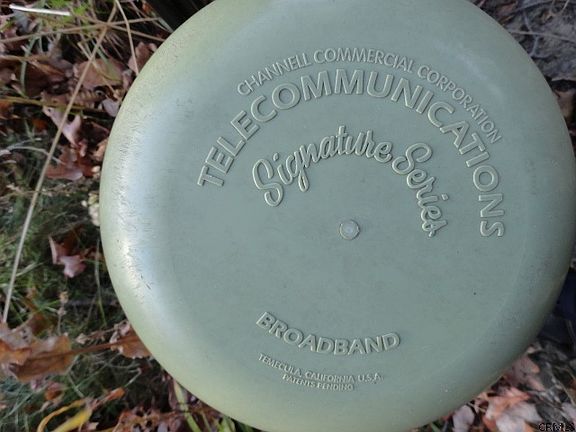 CHANNELL COMMERCIAL CORPORATION
TELECOMMUNICATIONS
Signature Series
BROADBAND
TEMECULA, CALIFORNIA U.S.A.
PATENTS PENDING